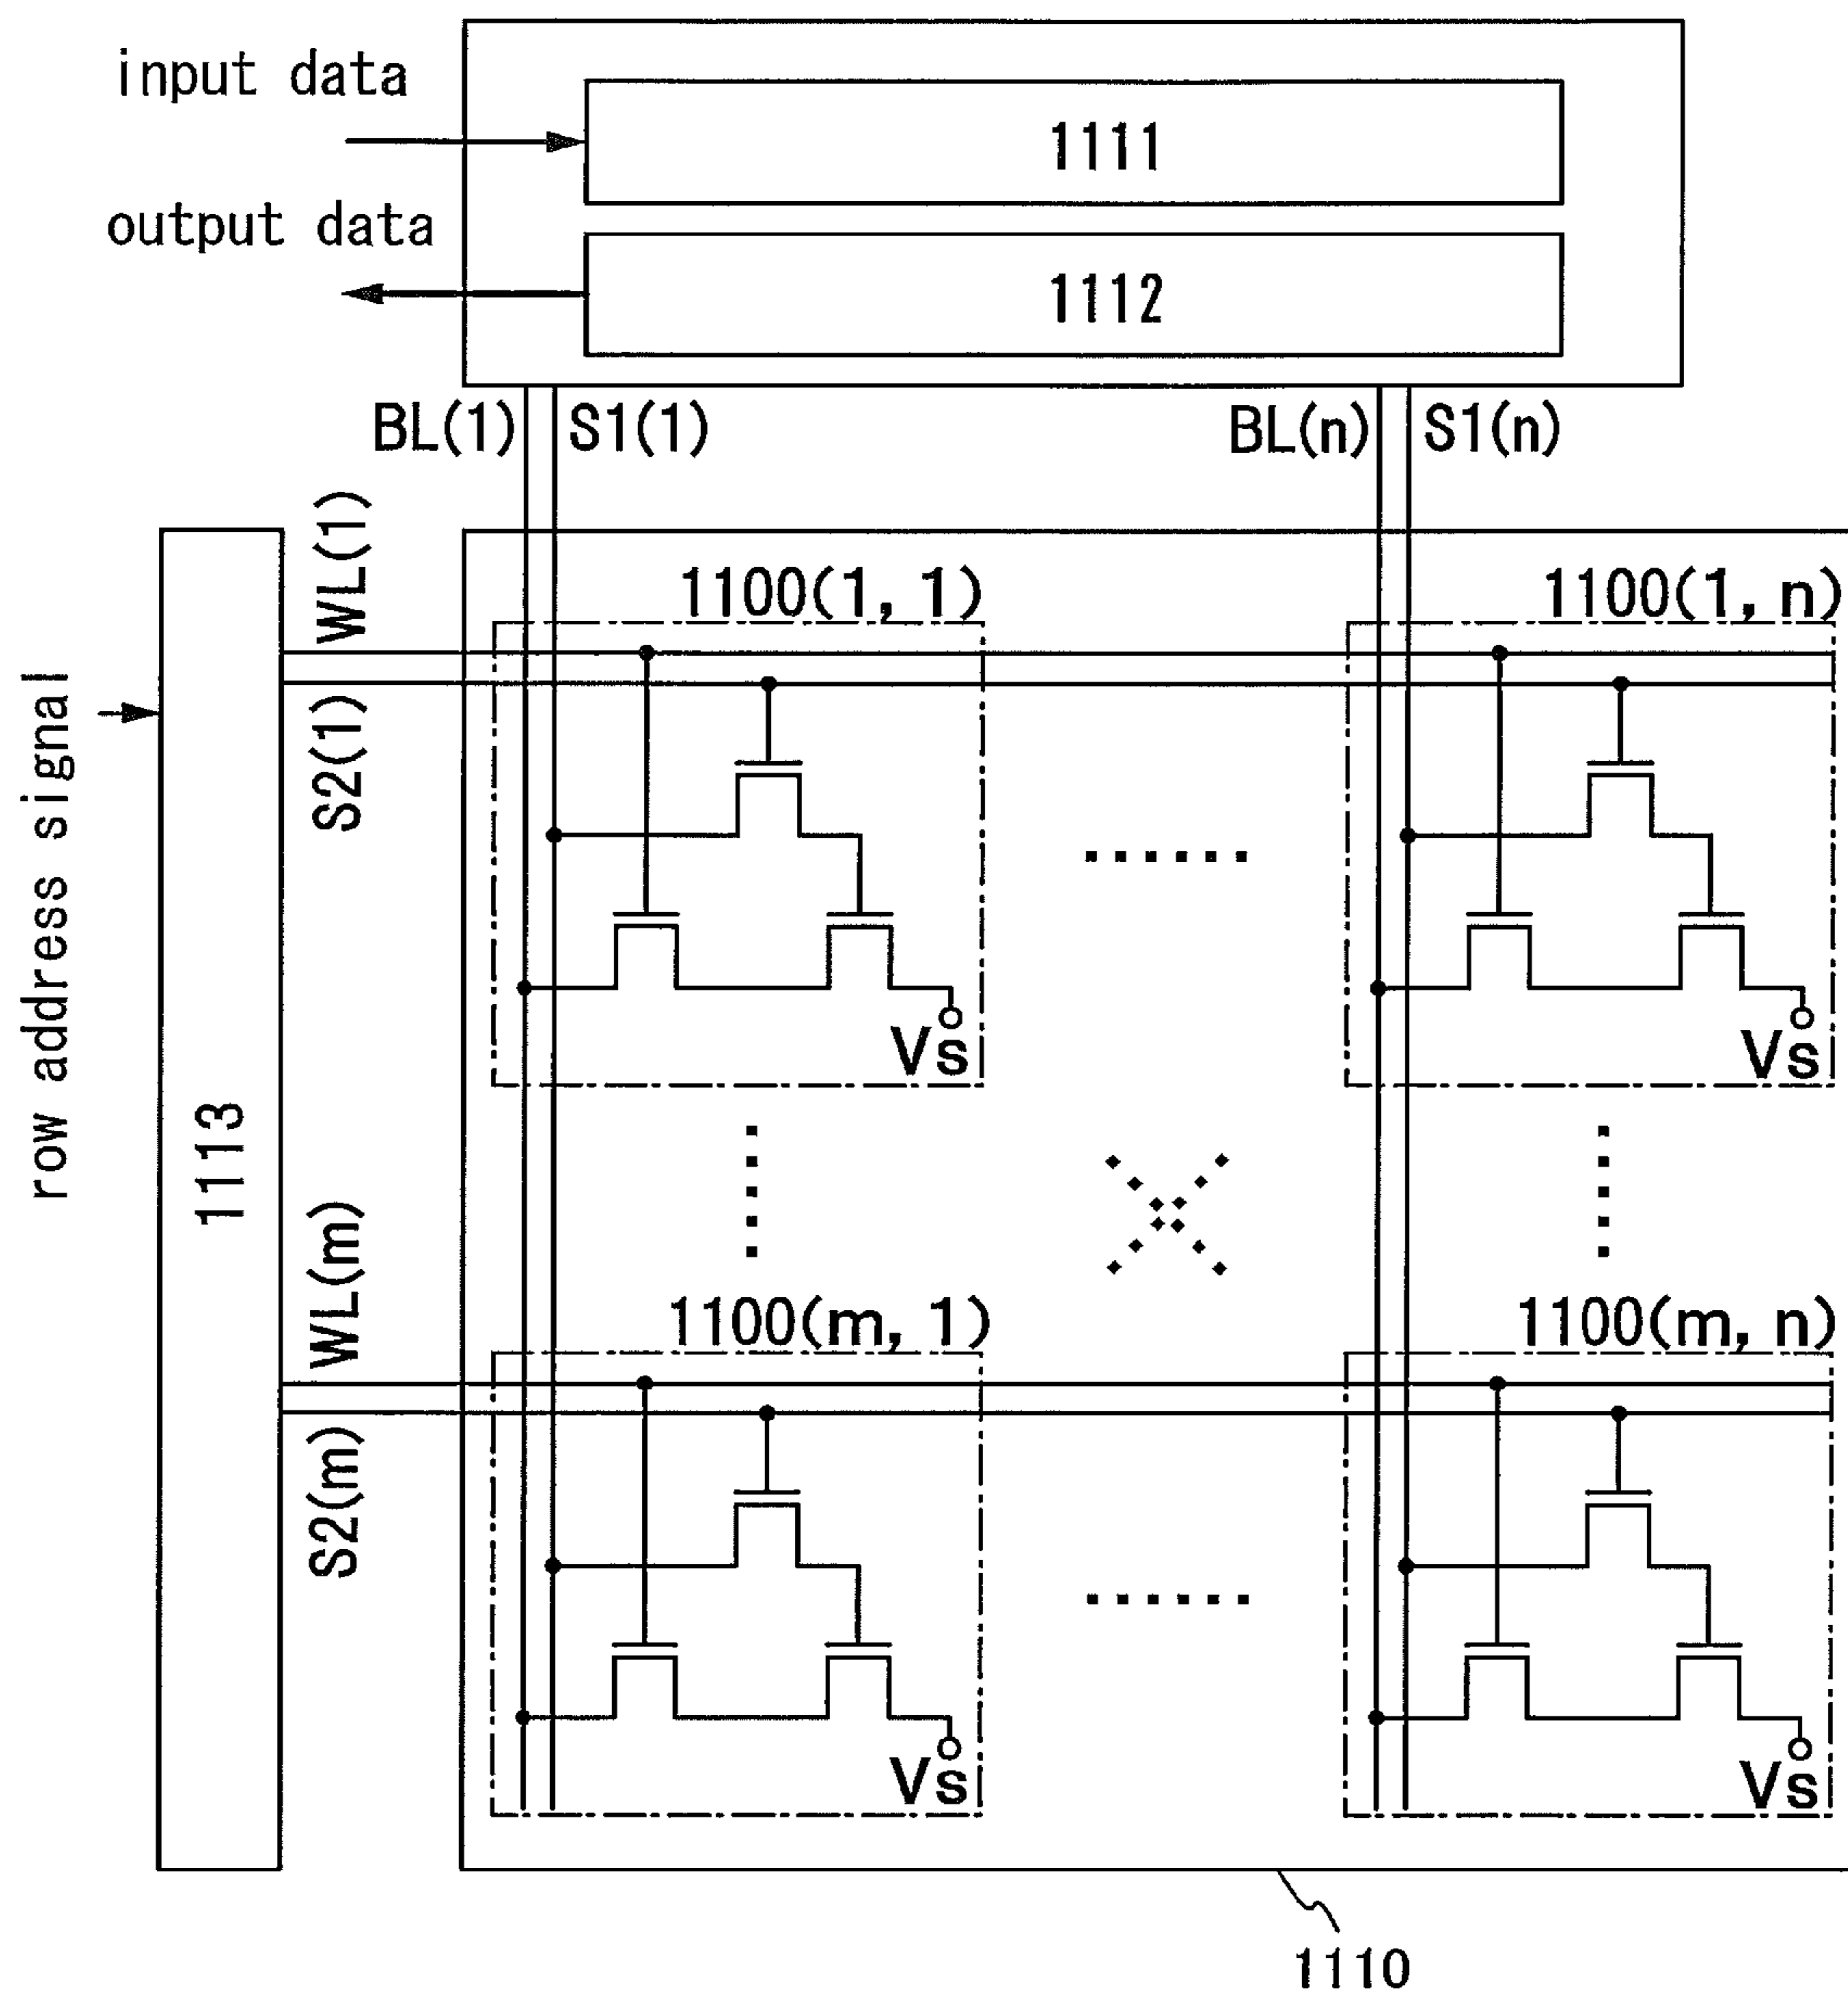 input data
1111
output data
1112
BL(1)
S1(1)
BL(n)
S1(n)
WL(1)
S2(1)
1100(1, 1)
1100(1, n)
Vs
Vs
row address signal
1113
WL(m)
S2(m)
1100(m, 1)
1100(m, n)
Vs
Vs
1110